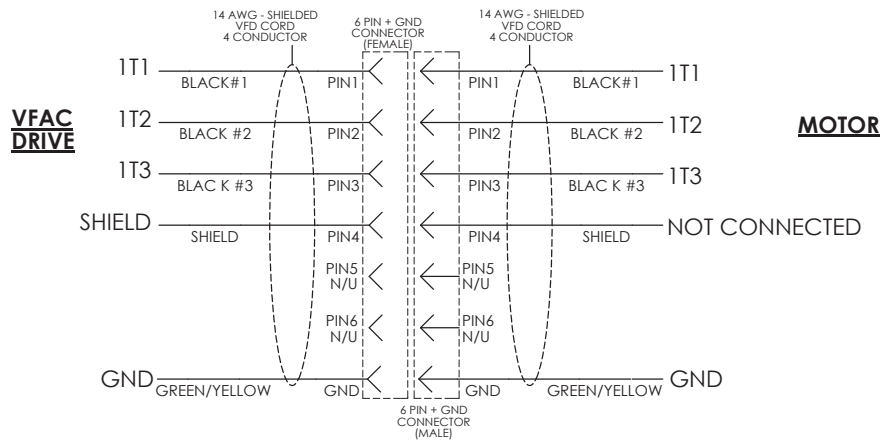 14 AWG - SHIELDED
VFD CORD
4 CONDUCTOR
6 PIN + GND
CONNECTOR
(FEMALE)
14 AWG - SHIELDED
VFD CORD
4 CONDUCTOR
VFAC
DRIVE
MOTOR
1T1 BLACK#1 PIN1 PIN1 BLACK#1 1T1
1T2 BLACK #2 PIN2 PIN2 BLACK #2 1T2
1T3 BLAC K #3 PIN3 PIN3 BLAC K #3 1T3
SHIELD SHIELD PIN4 PIN4 SHIELD NOT CONNECTED
PIN5 PIN5
N/U N/U
PIN6 PIN6
N/U N/U
GND GREEN/YELLOW GND GND GREEN/YELLOW GND
6 PIN + GND
CONNECTOR
(MALE)